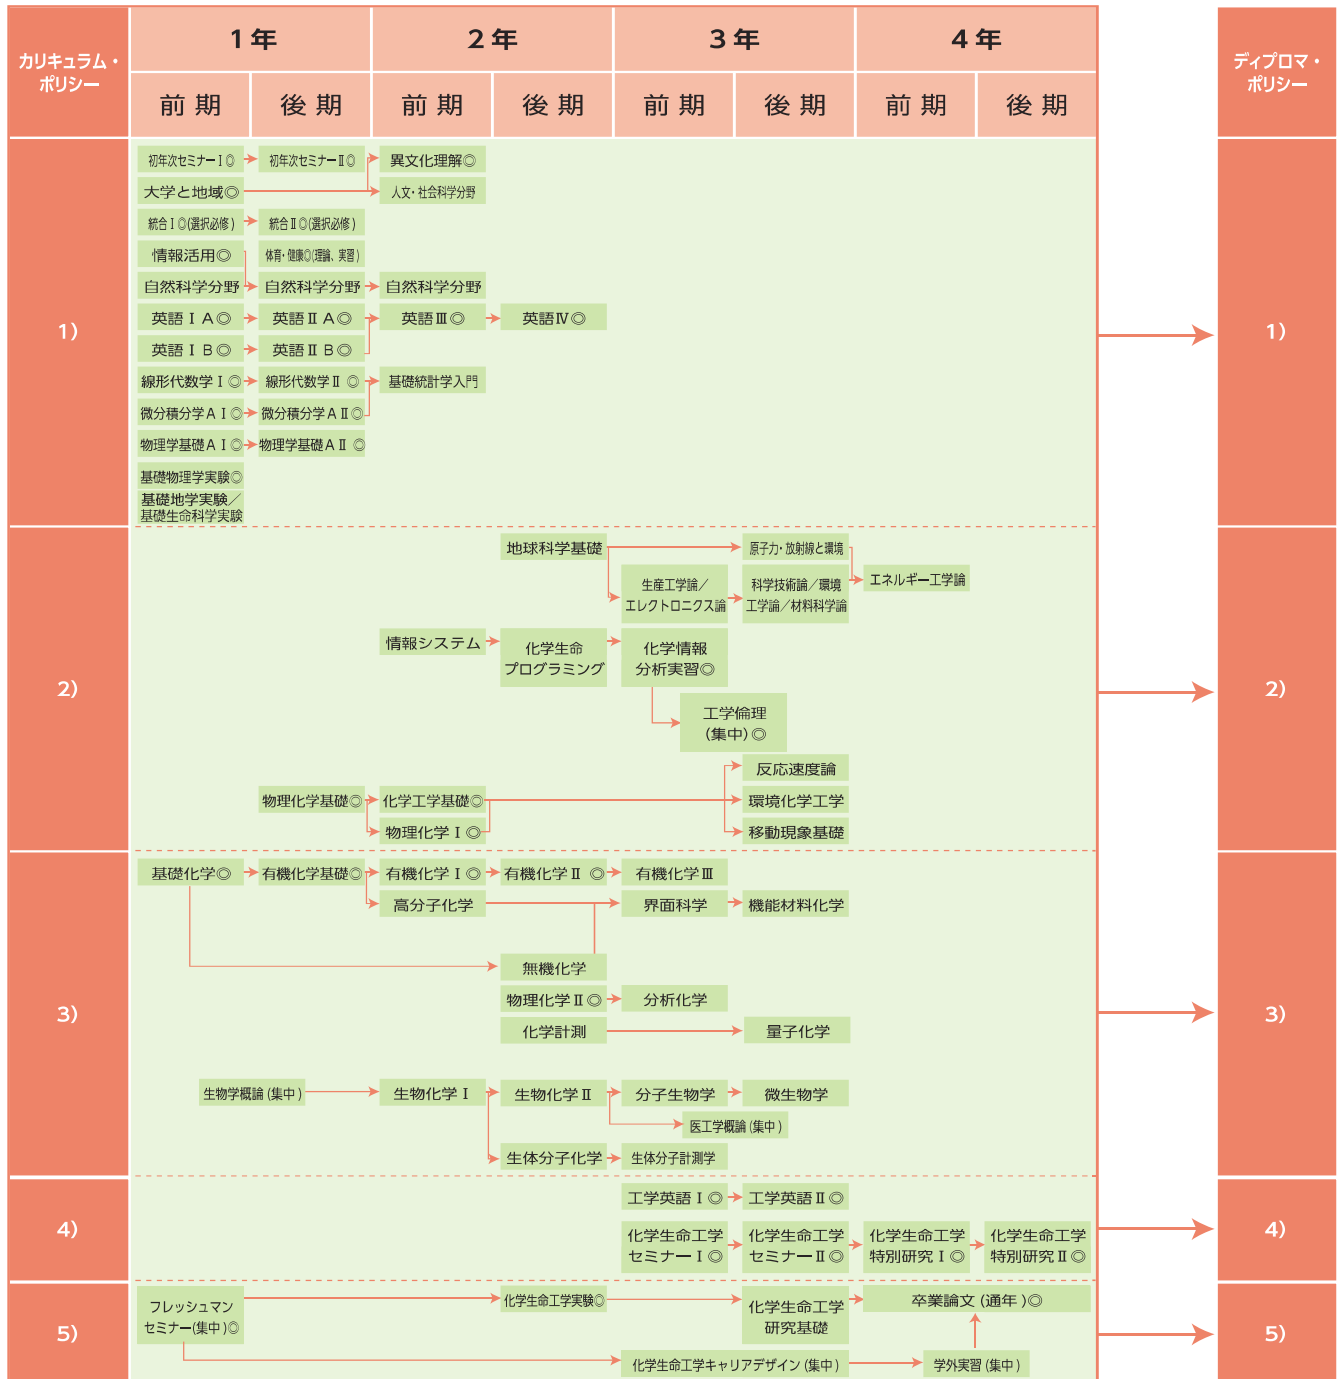 カリキュラム・
ポリシー
1年
2年
3年
4年
ディプロマ・
ポリシー
前期
後期
前期
後期
前期
後期
前期
後期
1)
初年次セミナーⅠ◎
初年次セミナーⅡ◎
異文化理解◎
大学と地域◎
人文・社会科学分野
統合Ⅰ◎(選択必修)
統合Ⅱ◎(選択必修)
情報活用◎
体育・健康◎(理論、実習)
自然科学分野
自然科学分野
自然科学分野
英語ⅠA◎
英語ⅡA◎
英語Ⅲ◎
英語Ⅳ◎
英語ⅠB◎
英語ⅡB◎
線形代数学Ⅰ◎
線形代数学Ⅱ◎
基礎統計学入門
微分積分学AⅠ◎
微分積分学AⅡ◎
物理学基礎AⅠ◎
物理学基礎AⅡ◎
基礎物理学実験◎
基礎地学実験／
基礎生命科学実験
1)
2)
地球科学基礎
原子力・放射線と環境
生産工学論／
エレクトロニクス論
科学技術論／環境
工学論／材料科学論
エネルギー工学論
情報システム
化学生命
プログラミング
化学情報
分析実習◎
工学倫理
(集中)◎
反応速度論
物理化学基礎◎
化学工学基礎◎
環境化学工学
物理化学Ⅰ◎
移動現象基礎
2)
3)
基礎化学◎
有機化学基礎◎
有機化学Ⅰ◎
有機化学Ⅱ◎
有機化学Ⅲ
高分子化学
界面科学
機能材料化学
無機化学
物理化学Ⅱ◎
分析化学
化学計測
量子化学
生物学概論(集中)
生物化学Ⅰ
生物化学Ⅱ
分子生物学
微生物学
医工学概論(集中)
生体分子化学
生体分子計測学
3)
4)
工学英語Ⅰ◎
工学英語Ⅱ◎
化学生命工学
セミナーⅠ◎
化学生命工学
セミナーⅡ◎
化学生命工学
特別研究Ⅰ◎
化学生命工学
特別研究Ⅱ◎
4)
5)
フレッシュマン
セミナー(集中)◎
化学生命工学実験◎
化学生命工学
研究基礎
卒業論文(通年)◎
化学生命工学キャリアデザイン(集中)
学外実習(集中)
5)